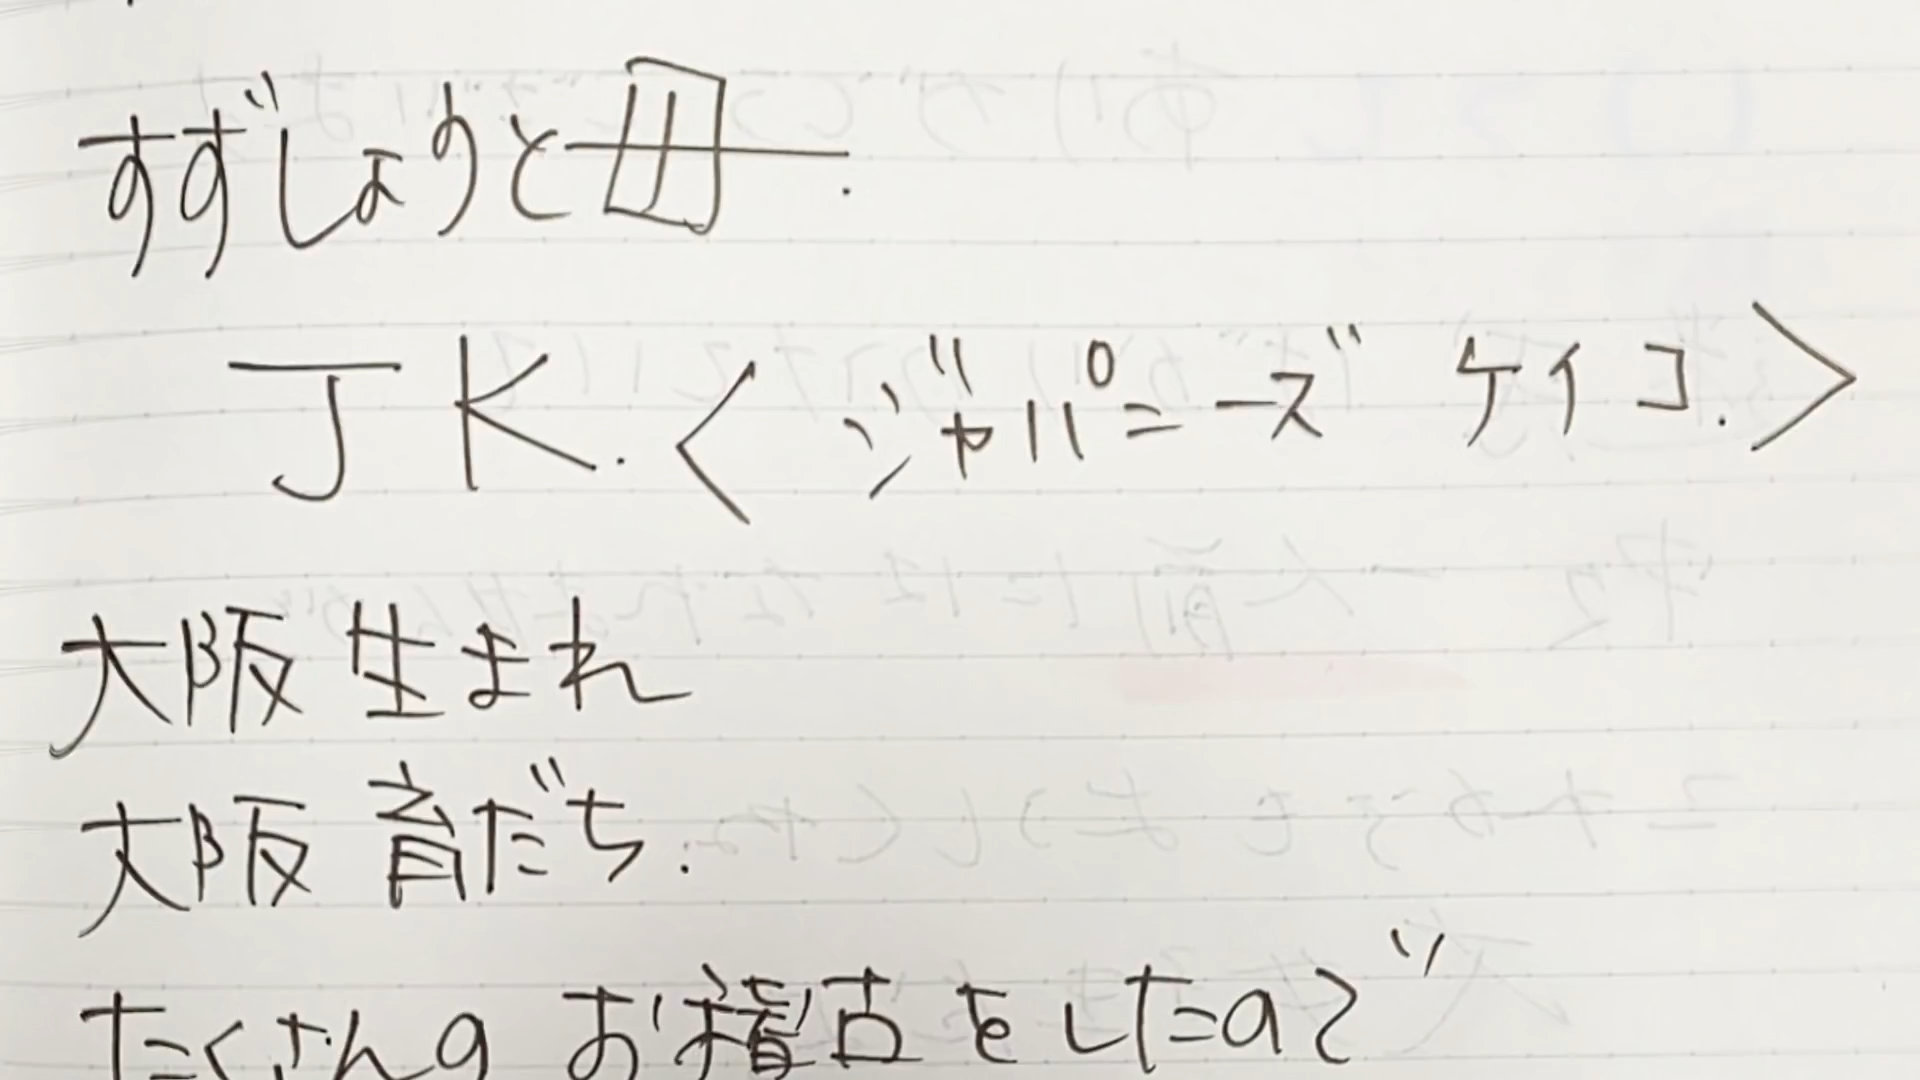 すずしょうと母.
JK.<ジャパニーズ ケイコ.>
大阪生まれ
大阪育だち.
たくさんの お稽古をしたので